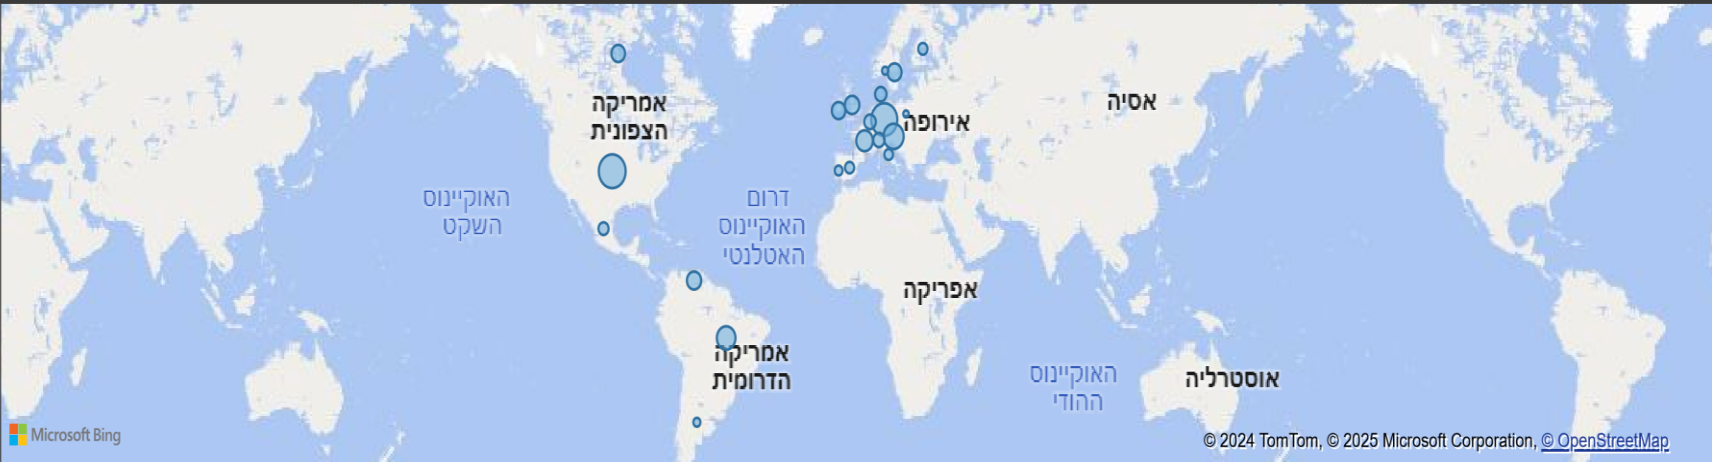 אסיה
אמריקה
הצפונית
אירופה
האוקיינוס
השקט
דרום
האוקיינוס
האטלנטי
אפריקה
אמריקה
הדרומית
האוקיינוס
ההודי
אוסטרליה
Microsoft Bing
© 2024 TomTom, © 2025 Microsoft Corporation, © OpenStreetMap